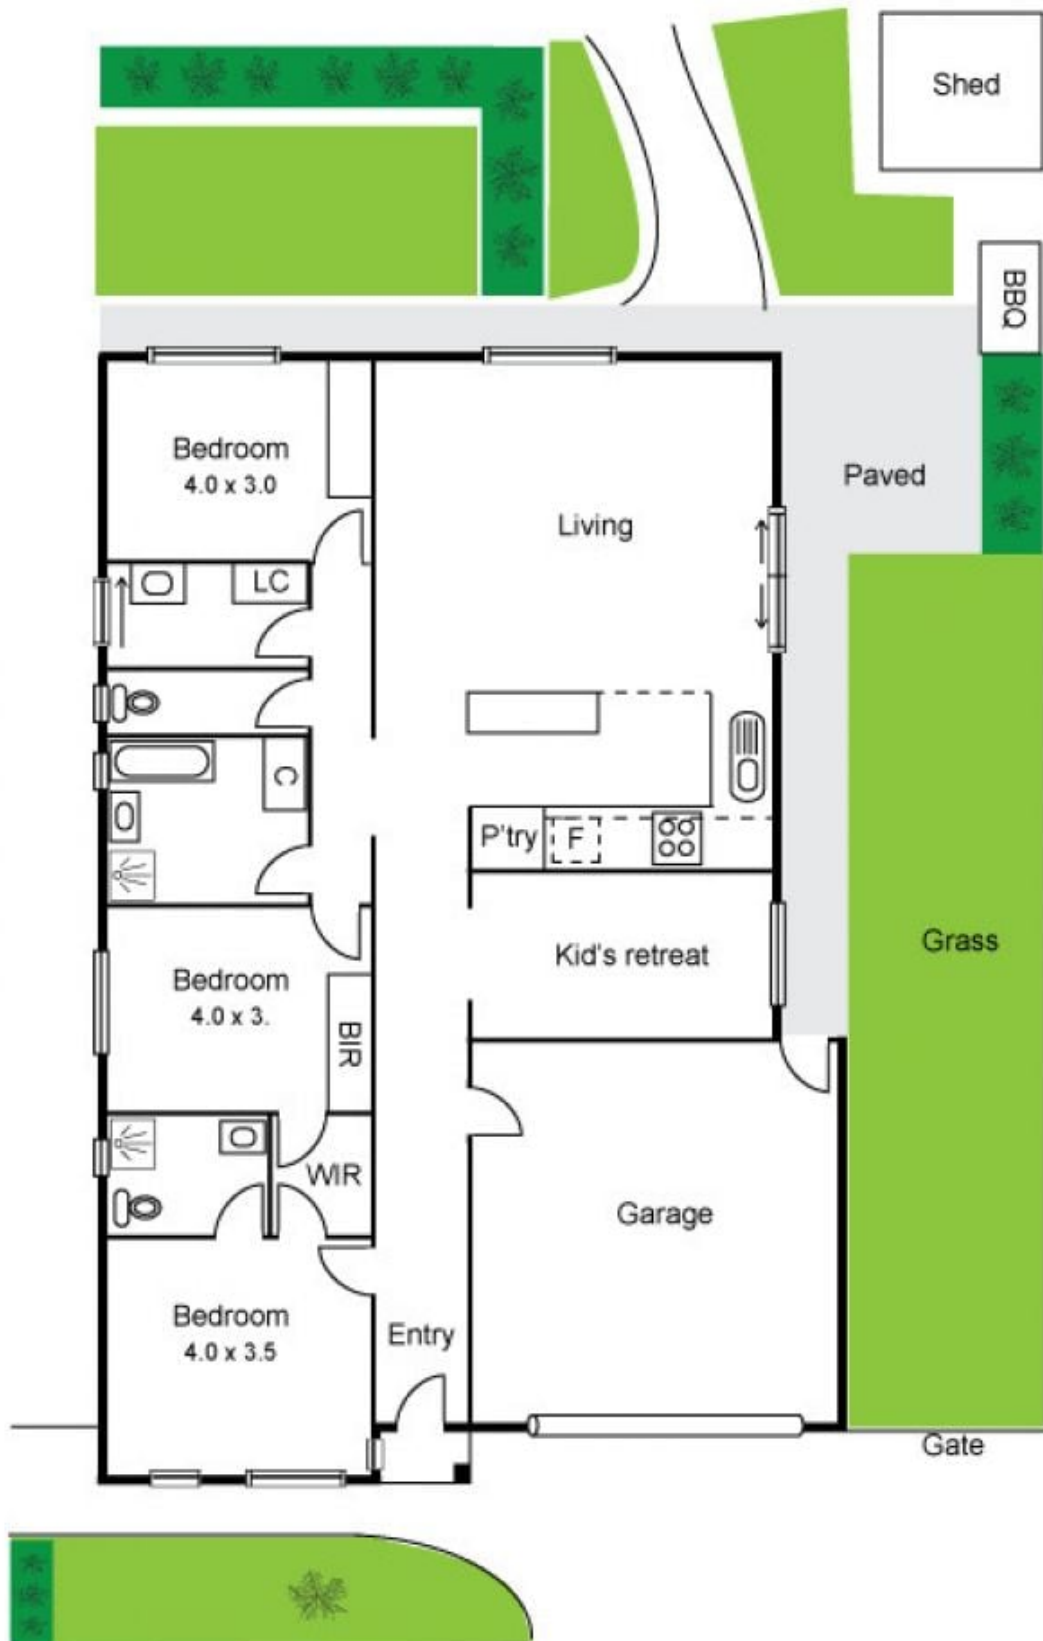 Shed
BBQ
Bedroom
4.0 x 3.0
Paved
Living
LC
C
P'try
F
Kid's retreat
Grass
Bedroom
4.0 x 3.
BIR
WIR
Garage
Bedroom
4.0 x 3.5
Entry
Gate